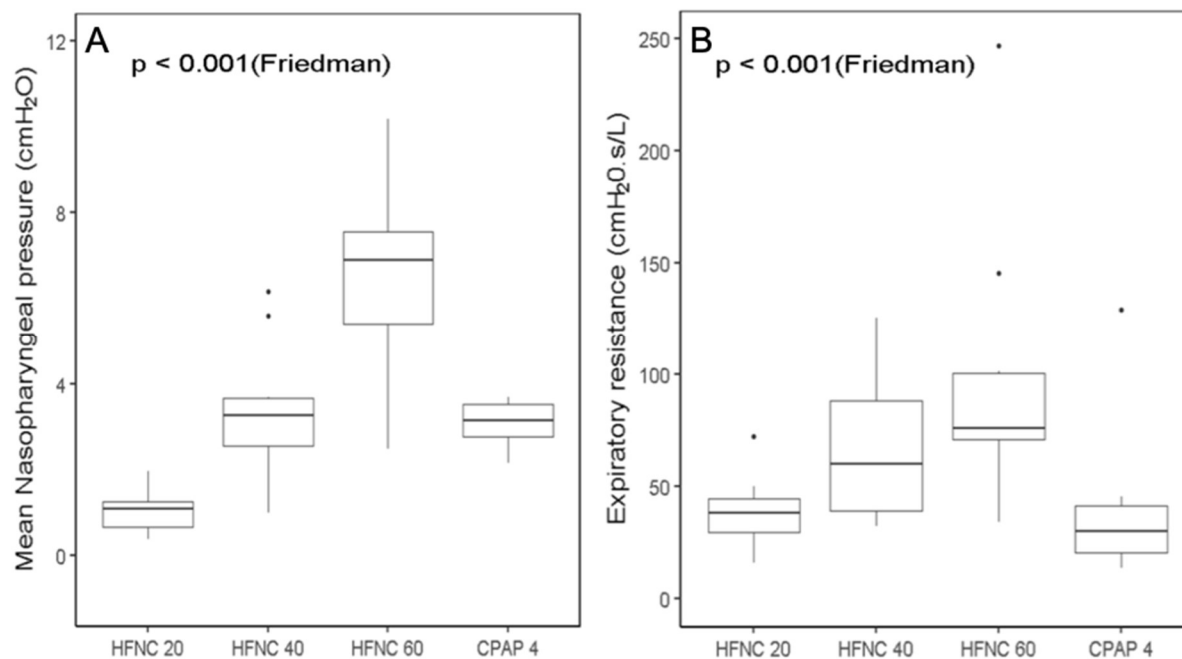 A
p < 0.001(Friedman)
Mean Nasopharyngeal pressure (cmH₂O)
12
8
4
0
HFNC 20 HFNC 40 HFNC 60 CPAP 4
B
p < 0.001(Friedman)
Expiratory resistance (cmH₂0.s/L)
250
200
150
100
50
0
HFNC 20 HFNC 40 HFNC 60 CPAP 4